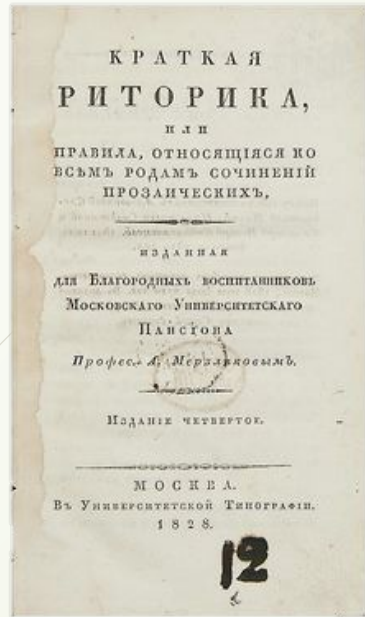 КРАТКАЯ
РИТОРИКА,
ИЛИ
ПРАВИЛА, ОТНОСЯЩІЯСЯ КО
ВСѢМЪ РОДАМЪ СОЧИНЕНІЙ
ПРОЗАИЧЕСКИХЪ,
ИЗДАННАЯ
ДЛЯ БЛАГОРОДНЫХЪ ВОСПИТАННИКОВЪ
МОСКОВСКАГО УНИВЕРСИТЕТСКАГО
ПАНСІОНА
Профес. А. Мерзляковымъ.
ИЗДАНІЕ ЧЕТВЕРТОЕ.
МОСКВА.
ВЪ УНИВЕРСИТЕТСКОЙ ТИПОГРАФІИ.
1828.
12